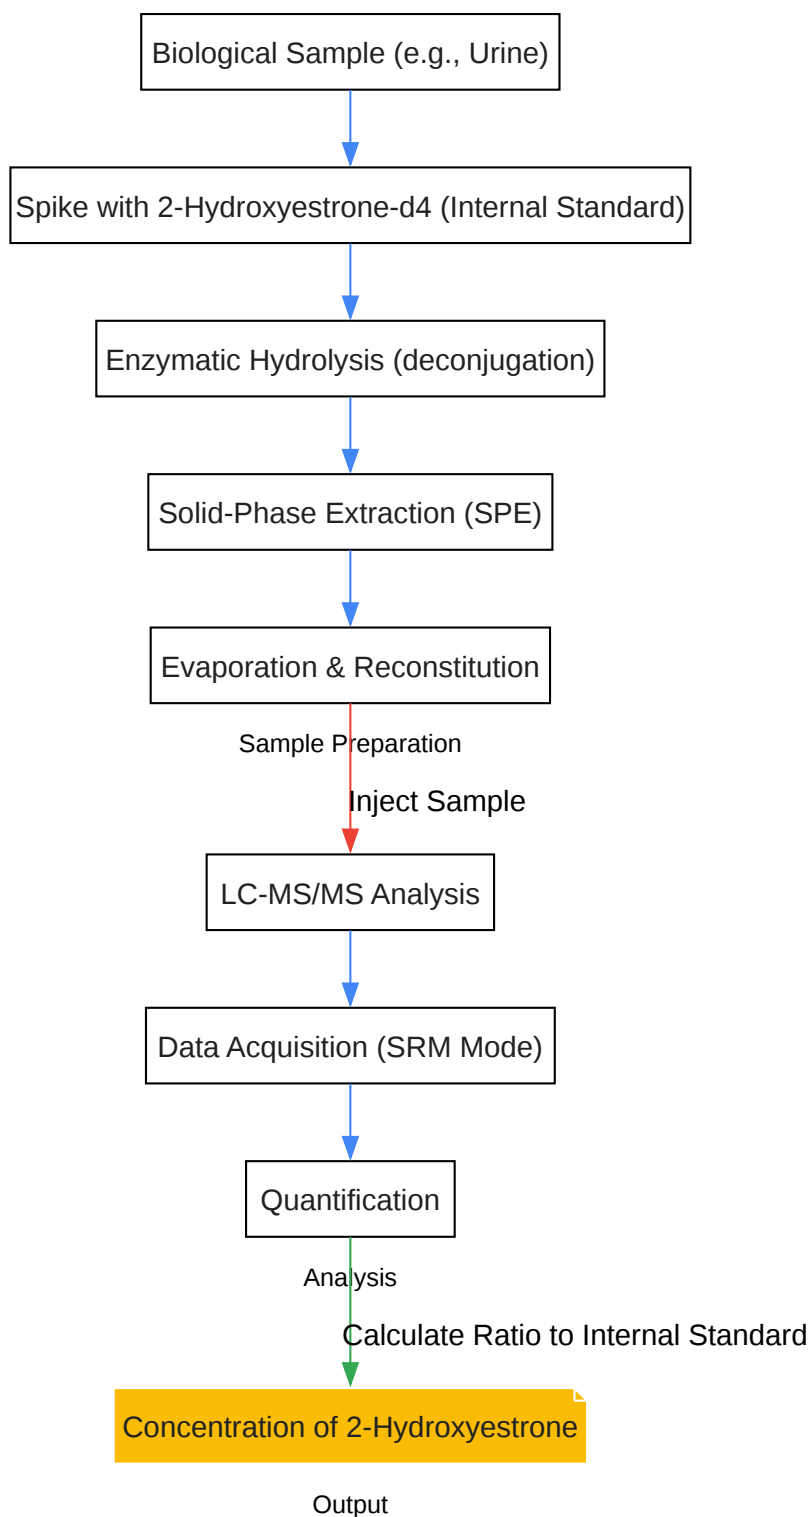 Biological Sample (e.g., Urine)
Spike with 2-Hydroxyestrone-d4 (Internal Standard)
Enzymatic Hydrolysis (deconjugation)
Solid-Phase Extraction (SPE)
Evaporation & Reconstitution
Sample Preparation
Inject Sample
LC-MS/MS Analysis
Data Acquisition (SRM Mode)
Quantification
Analysis
Calculate Ratio to Internal Standard
Concentration of 2-Hydroxyestrone
Output